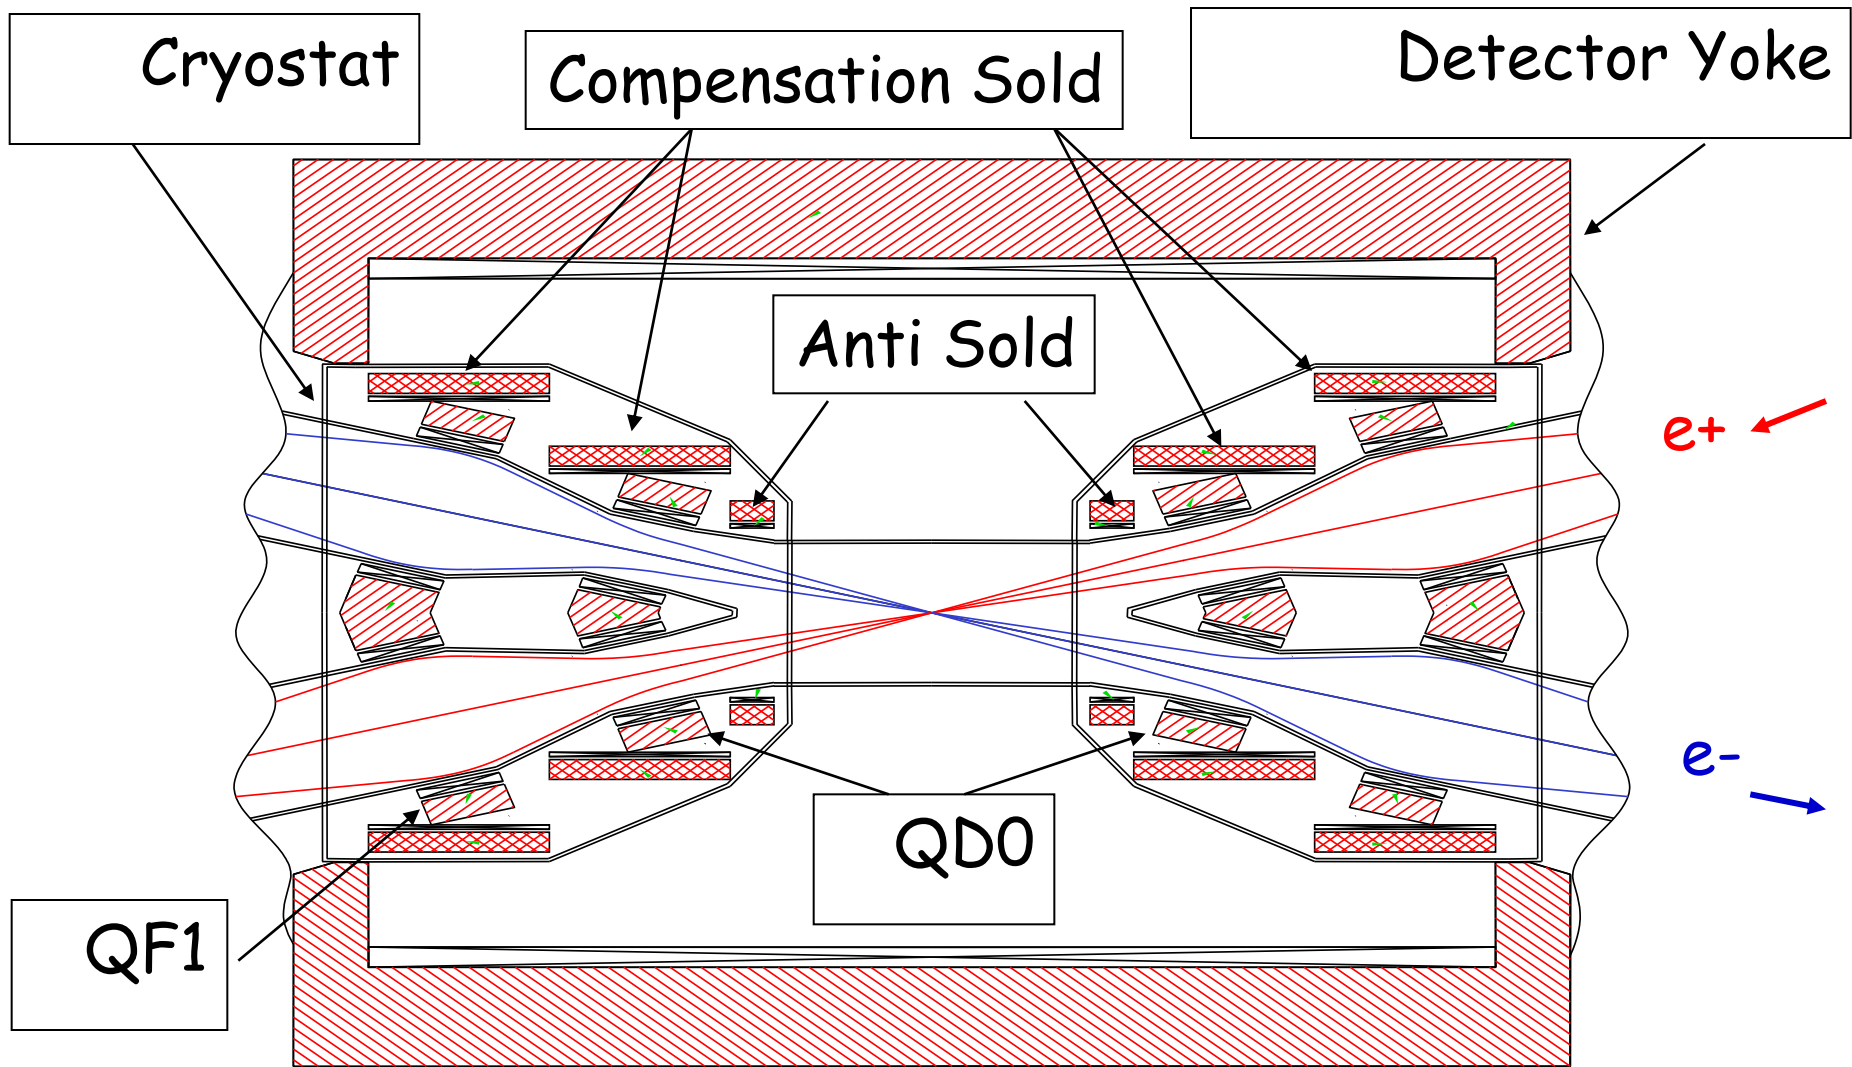 Cryostat
Compensation Sold
Detector Yoke
Anti Sold
e+
e-
QD0
QF1